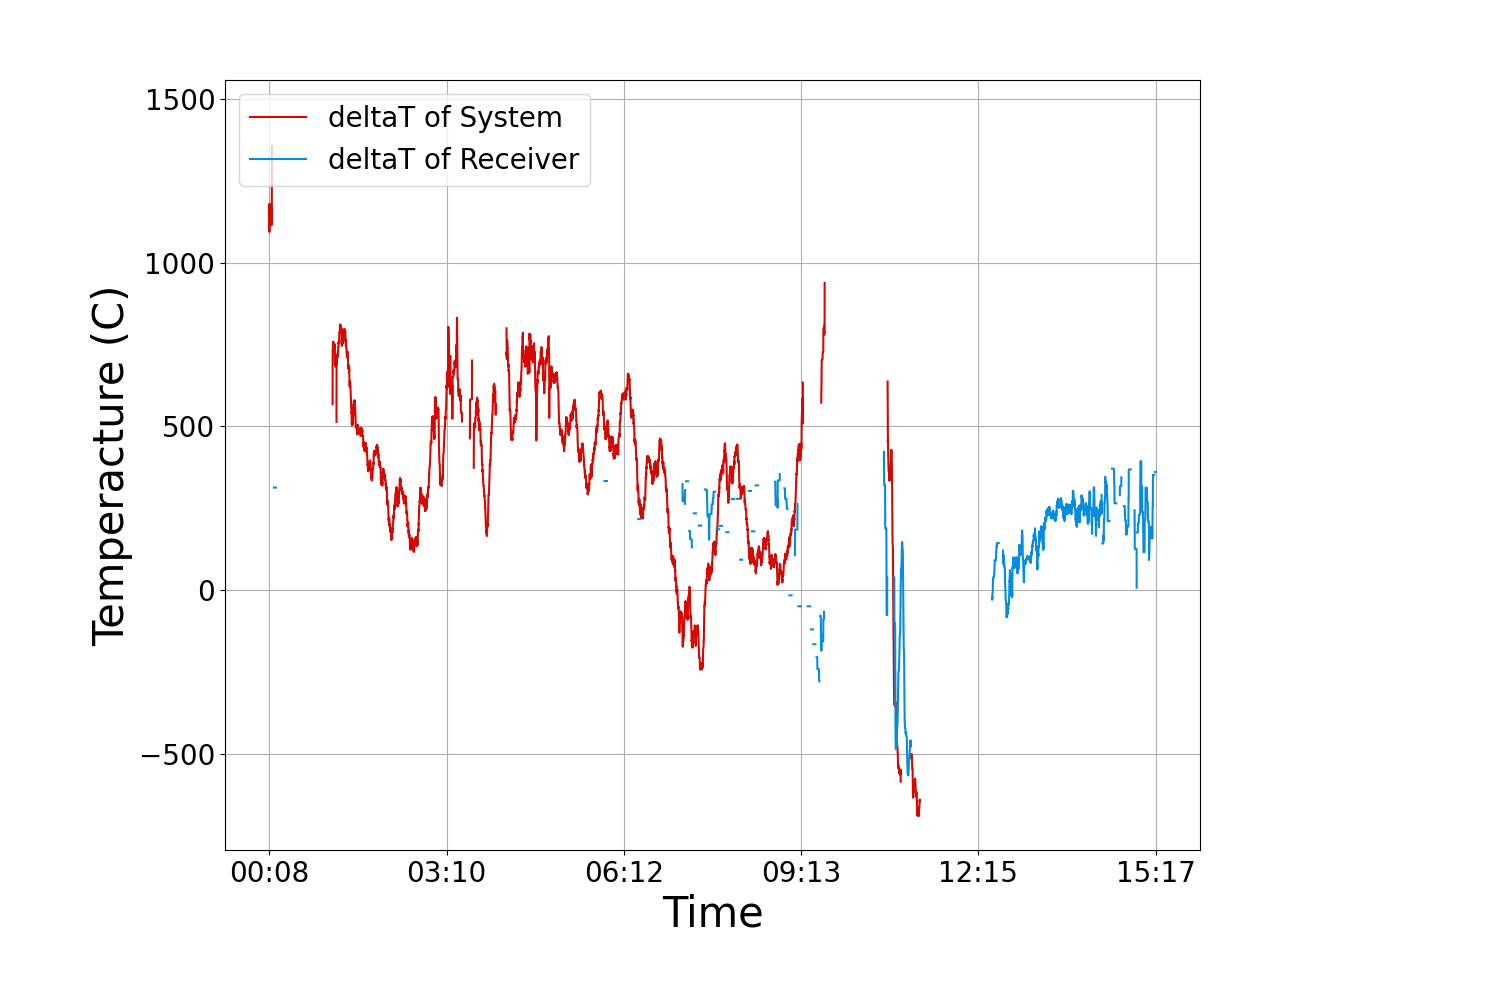 deltaT of System
deltaT of Receiver
1500
1000
500
0
−500
Temperacture (C)
00:08 03:10 06:12 09:13 12:15 15:17
Time